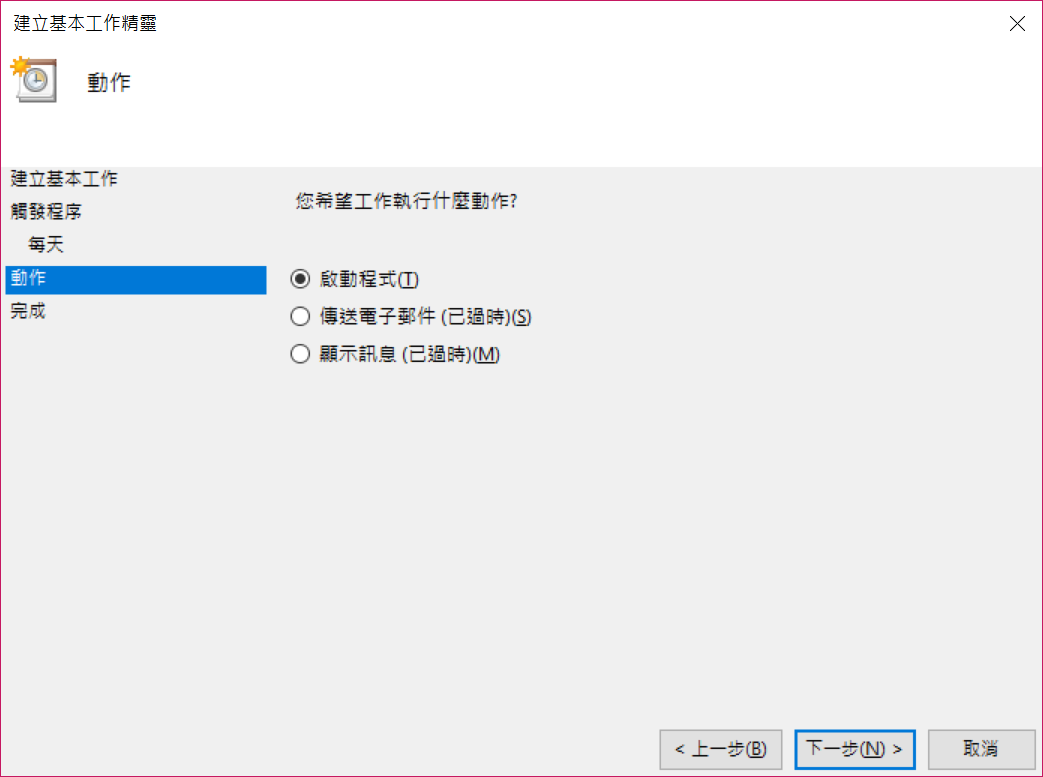 建立基本工作精靈
動作
建立基本工作
觸發程序
每天
動作
完成
您希望工作執行什麼動作?
啟動程式(T)
傳送電子郵件 (已過時)(S)
顯示訊息 (已過時)(M)
< 上一步(B)
下一步(N) >
取消